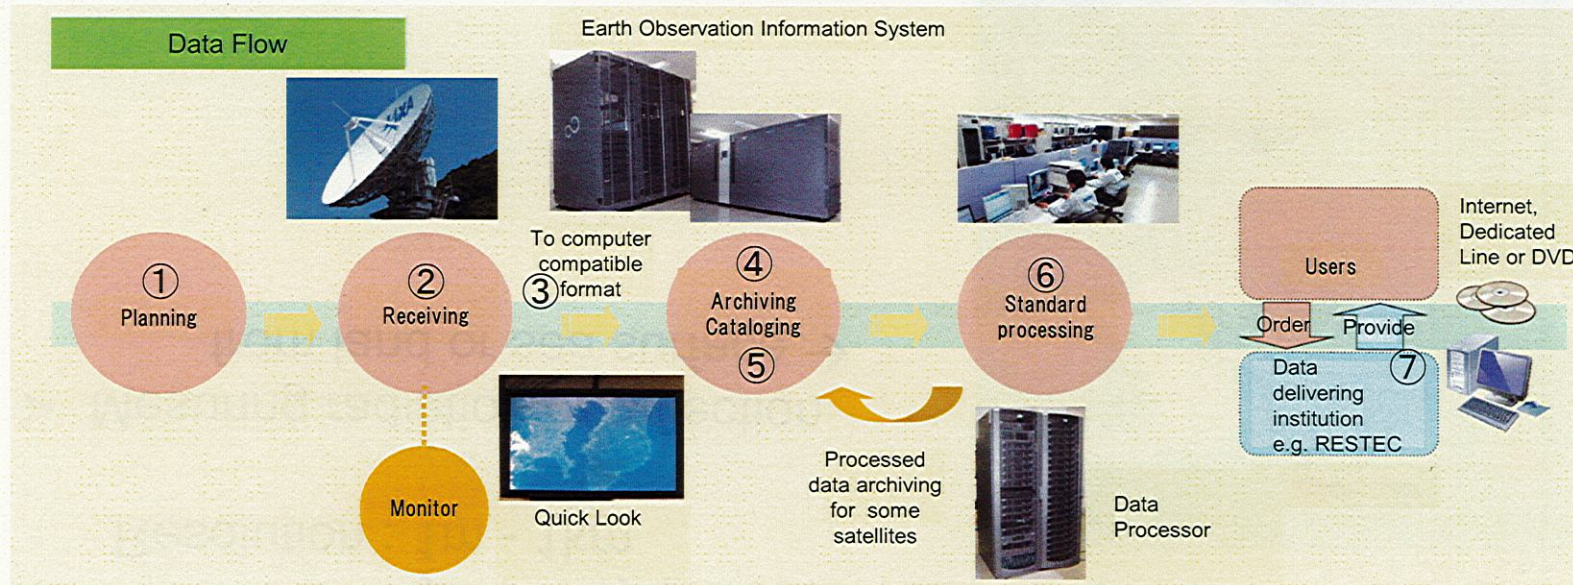 Data Flow
Earth Observation Information System
JAXA
①
Planning
②
Receiving
To computer
compatible
③ format
④
Archiving
Cataloging
⑤
⑥
Standard
processing
Users
Internet,
Dedicated
Line or DVD
Order
Provide
⑦
Data
delivering
institution
e.g. RESTEC
Monitor
Quick Look
Processed
data archiving
for some
satellites
Data
Processor